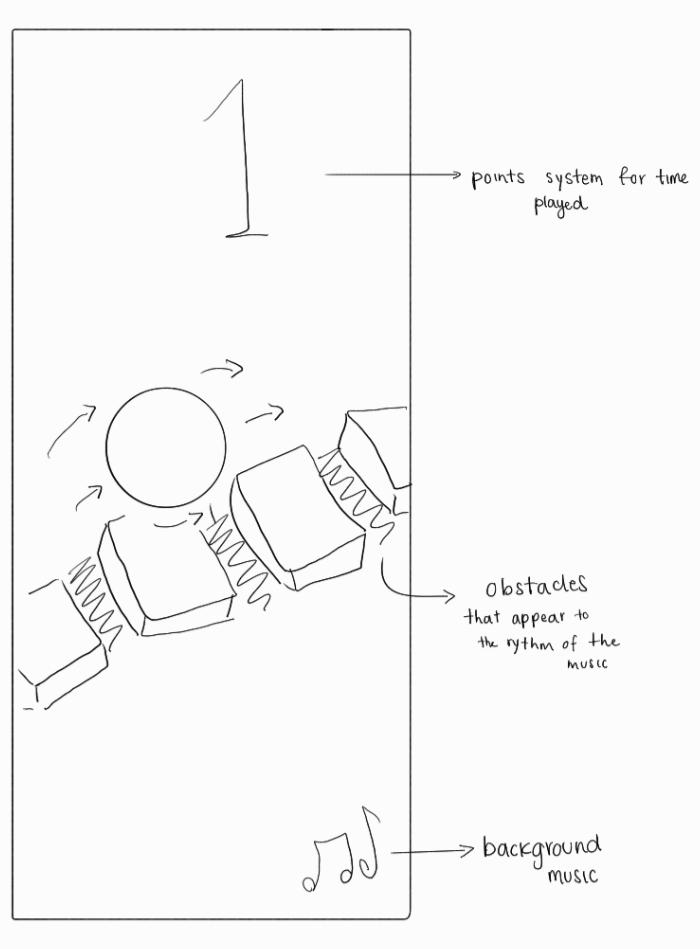 1
points system for time
played
obstacles
that appear to
the rythm of the
music
background
music